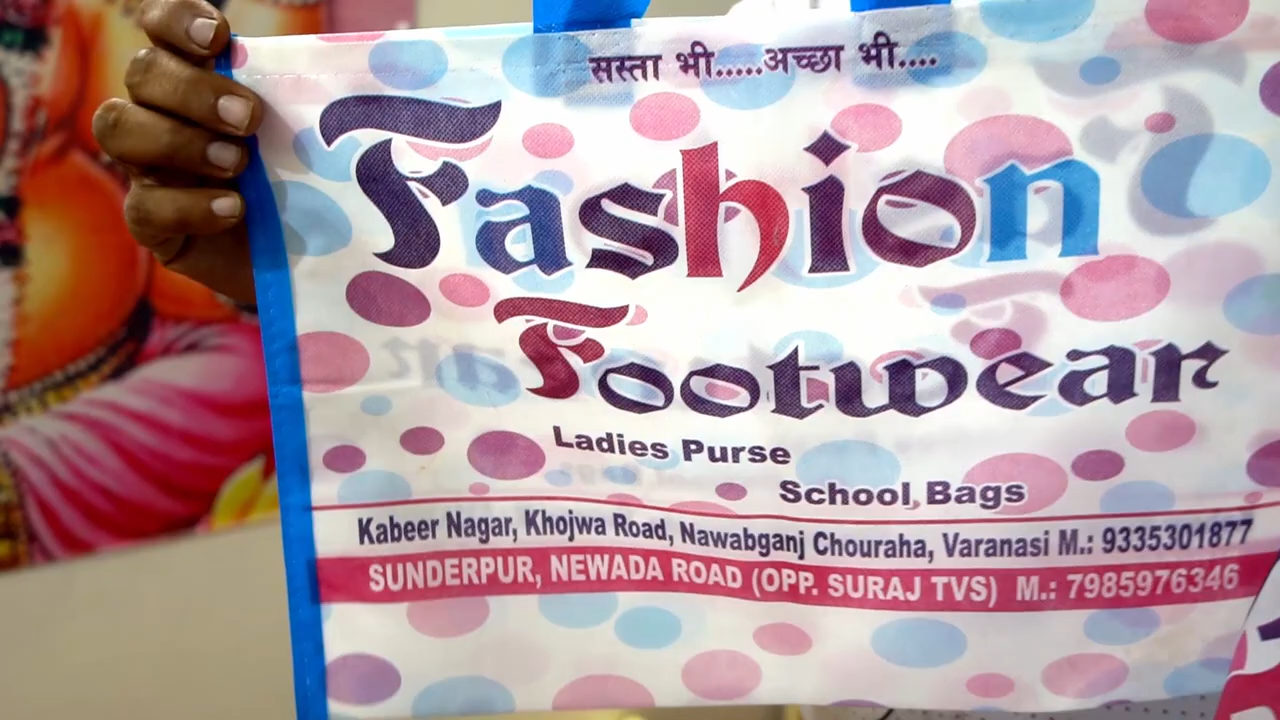 सस्ता भी.....अच्छा भी....
Fashion
Footwear
Ladies Purse
School Bags
Kabeer Nagar, Khojwa Road, Nawabganj Chouraha, Varanasi M.: 9335301877
SUNDERPUR, NEWADA ROAD (OPP. SURAJ TVS) M.: 7985976346